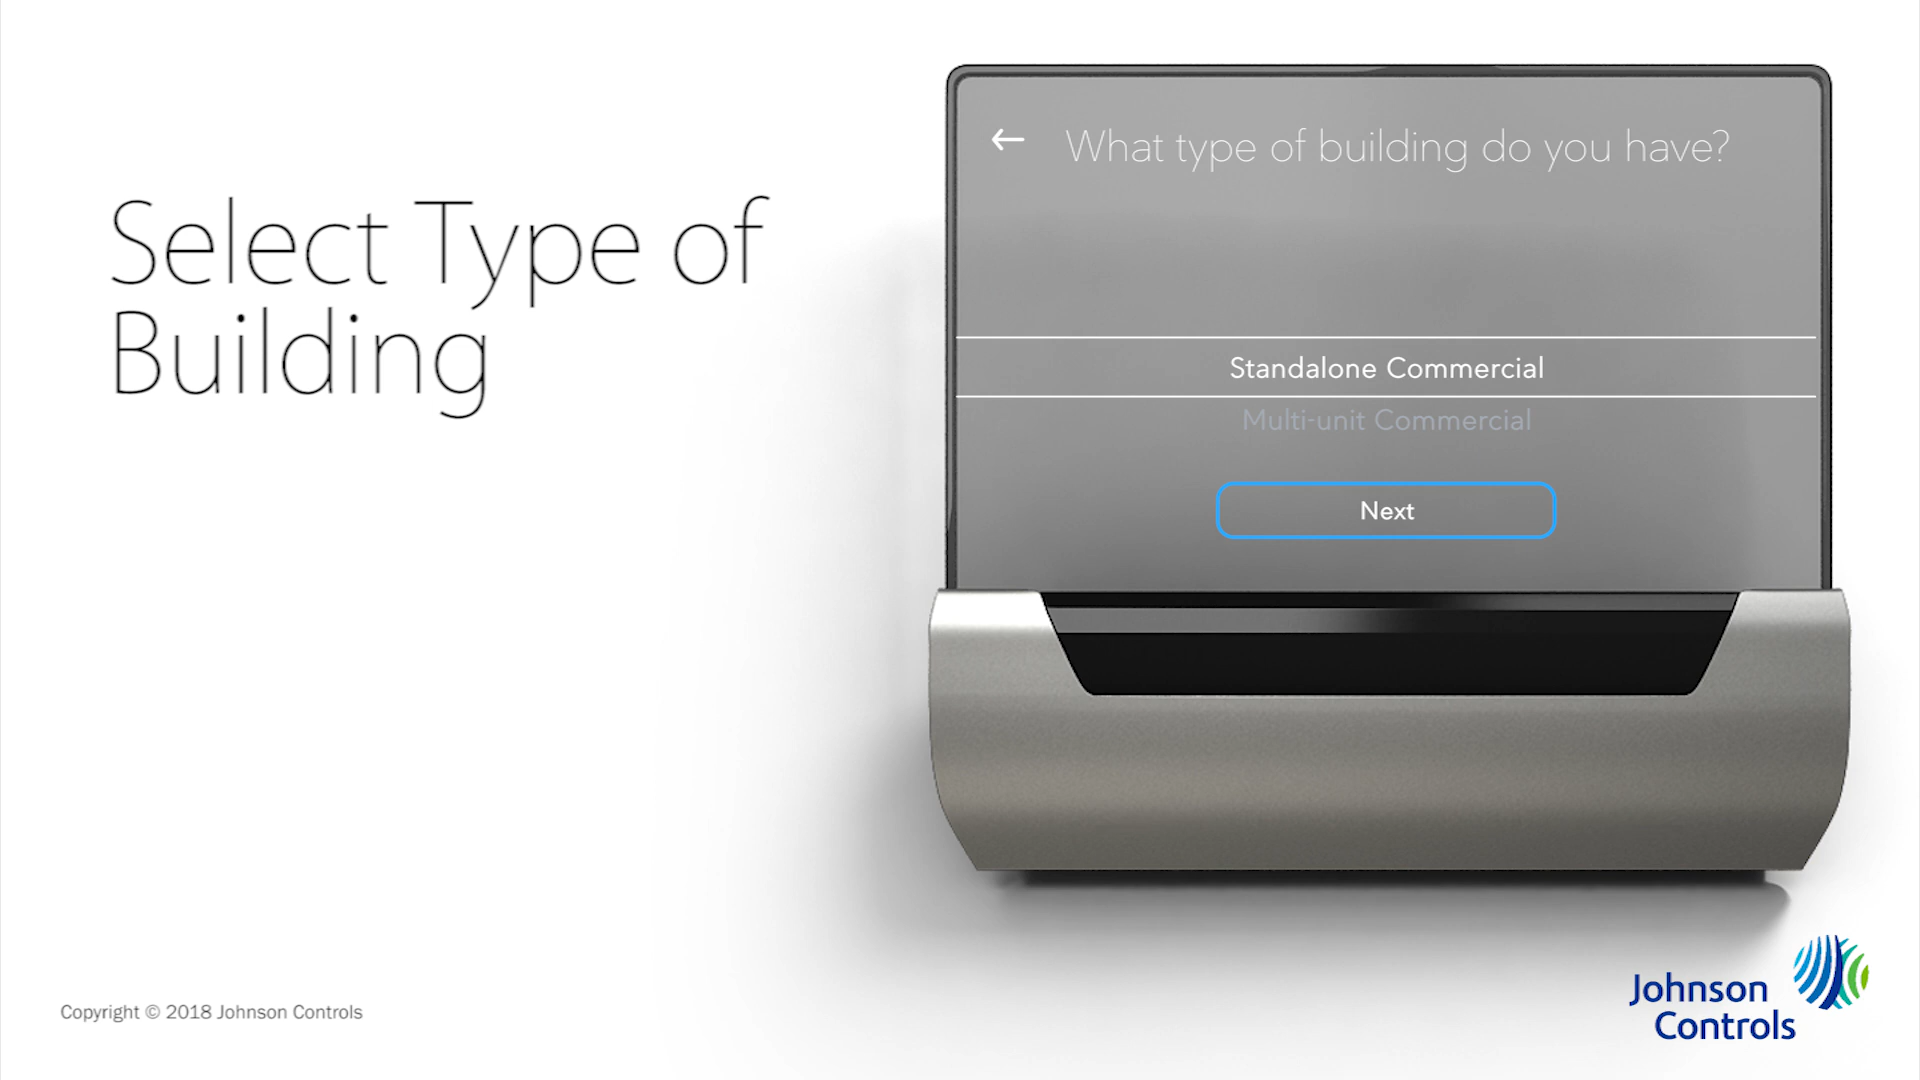 Select Type of
Building
What type of building do you have?
Standalone Commercial
Multi-unit Commercial
Next
Copyright © 2018 Johnson Controls
Johnson
Controls